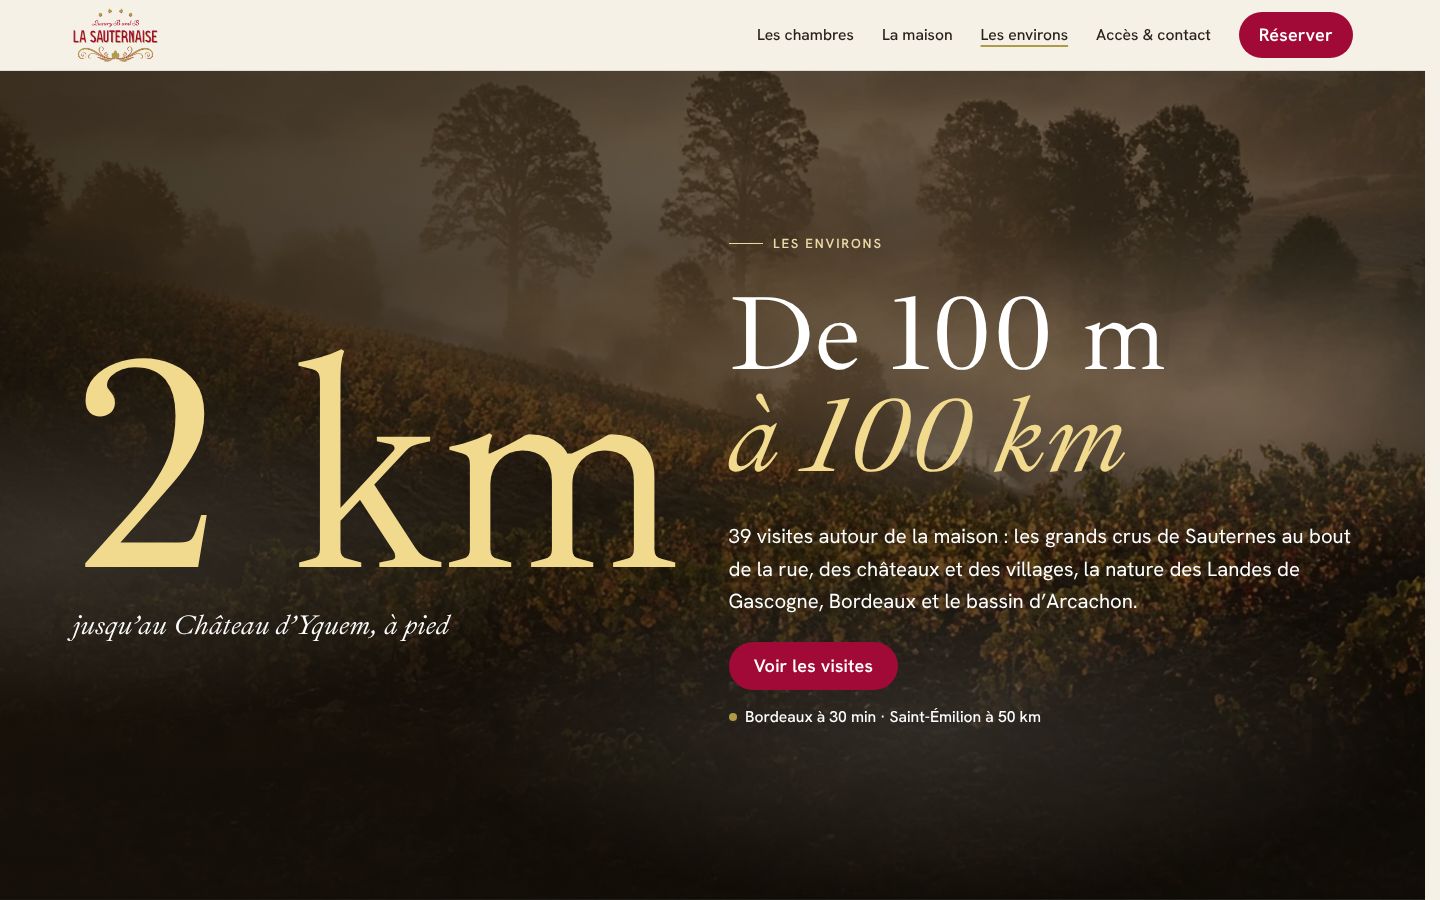 Luxury B and B
LA SAUTERNAISE
Les chambres
La maison
Les environs
Accès & contact
Réserver
2 km
jusqu’au Château d’Yquem, à pied
LES ENVIRONS
De 100 m
à 100 km
39 visites autour de la maison : les grands crus de Sauternes au bout
de la rue, des châteaux et des villages, la nature des Landes de
Gascogne, Bordeaux et le bassin d’Arcachon.
Voir les visites
Bordeaux à 30 min · Saint-Émilion à 50 km